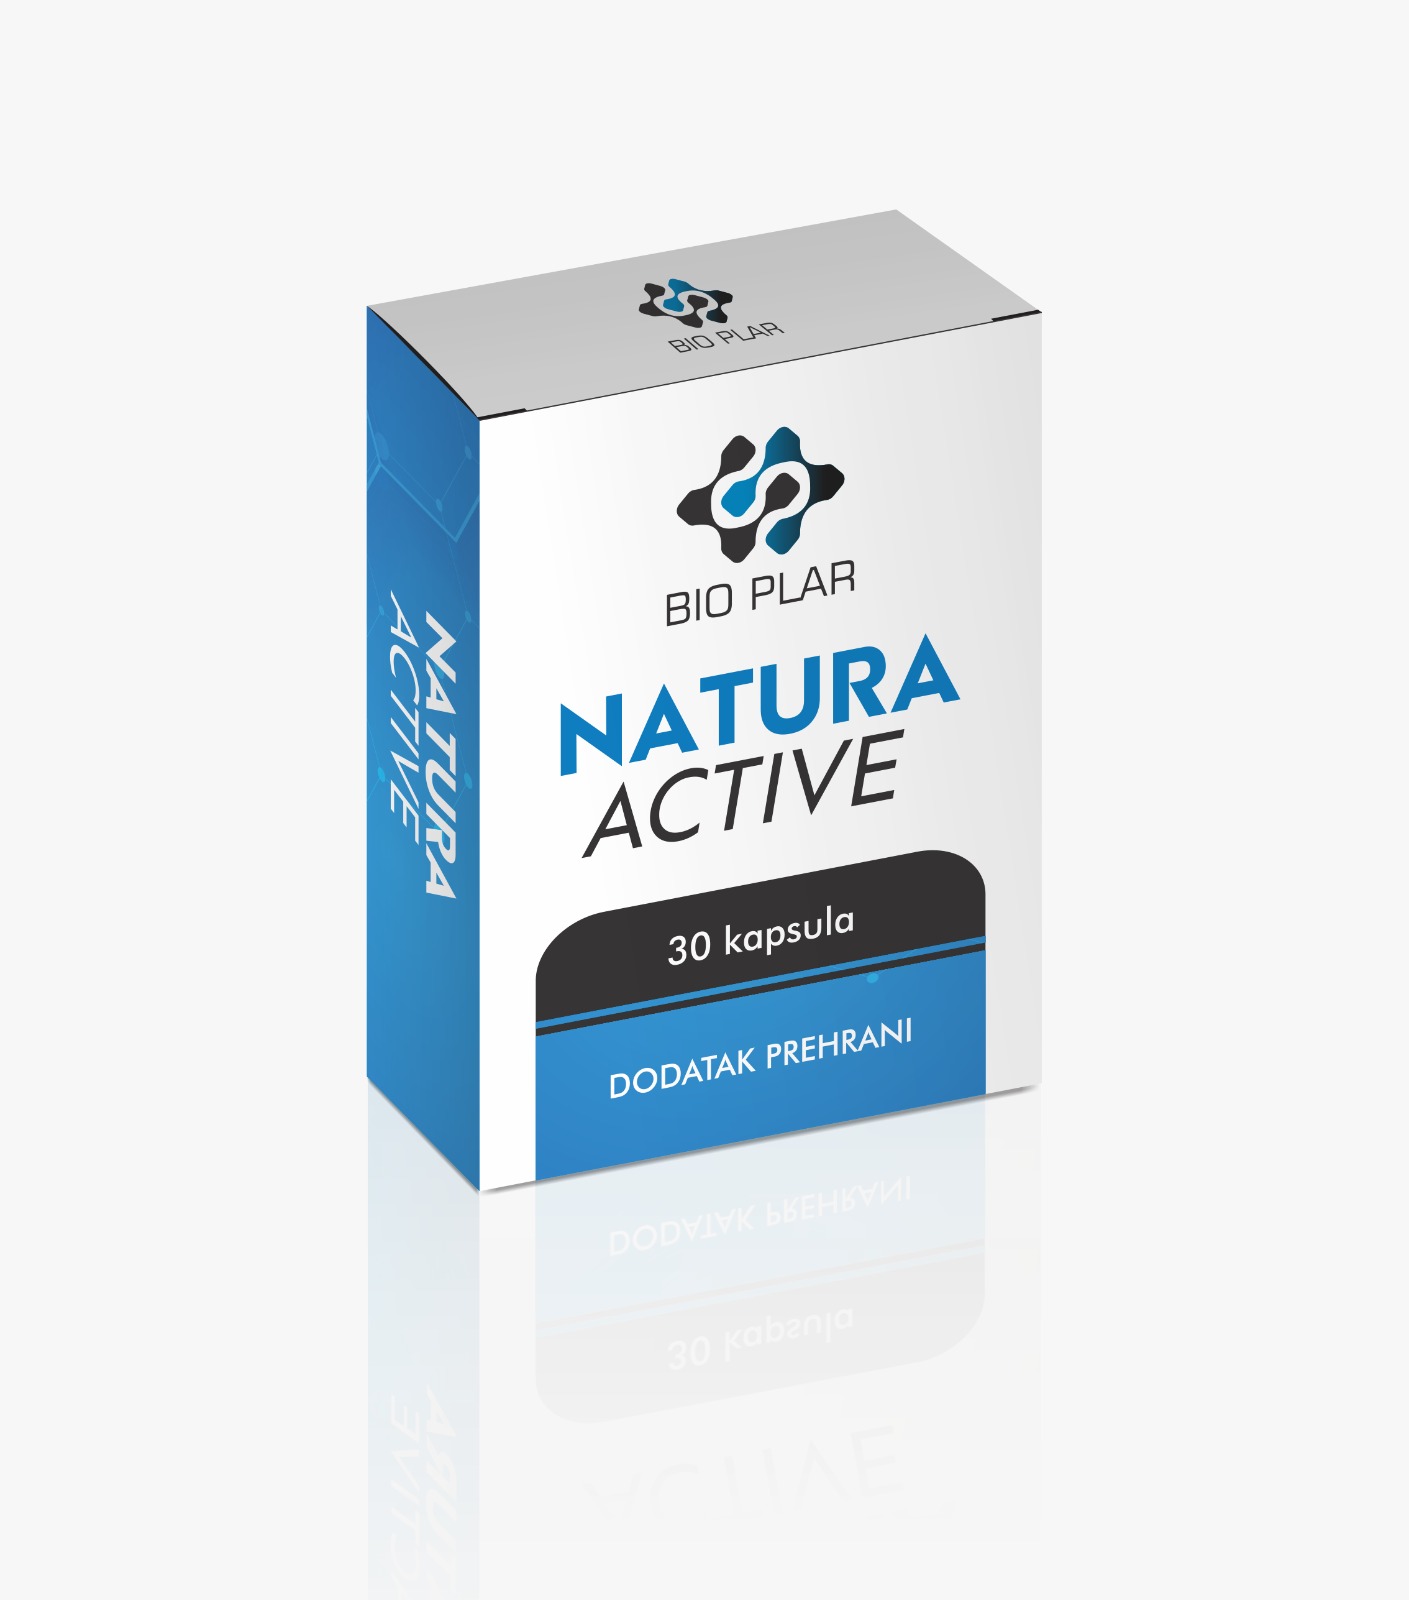 BIO PLAR
BIO PLAR
NATURA
ACTIVE
30 kapsula
DODATAK PREHRANI
NATURA
ACTIVE